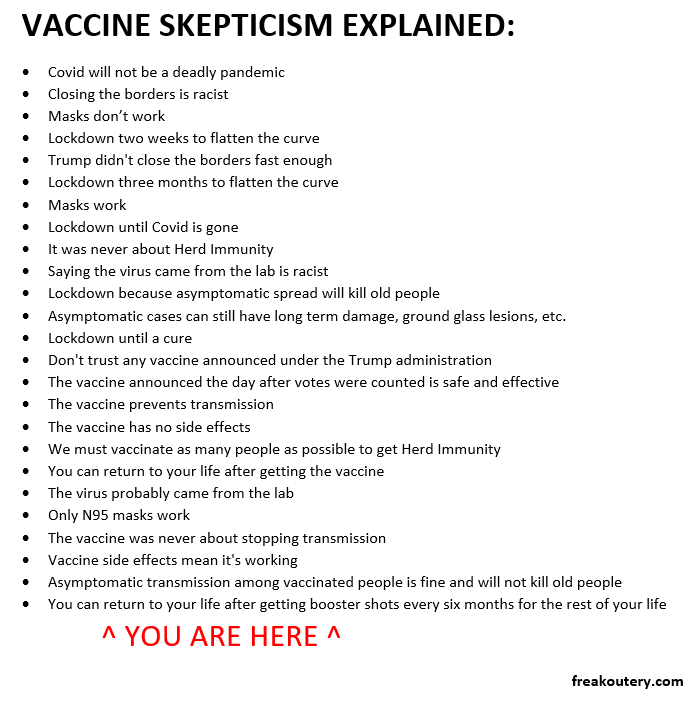 VACCINE SKEPTICISM EXPLAINED:
• Covid will not be a deadly pandemic
• Closing the borders is racist
• Masks don’t work
• Lockdown two weeks to flatten the curve
• Trump didn't close the borders fast enough
• Lockdown three months to flatten the curve
• Masks work
• Lockdown until Covid is gone
• It was never about Herd Immunity
• Saying the virus came from the lab is racist
• Lockdown because asymptomatic spread will kill old people
• Asymptomatic cases can still have long term damage, ground glass lesions, etc.
• Lockdown until a cure
• Don't trust any vaccine announced under the Trump administration
• The vaccine announced the day after votes were counted is safe and effective
• The vaccine prevents transmission
• The vaccine has no side effects
• We must vaccinate as many people as possible to get Herd Immunity
• You can return to your life after getting the vaccine
• The virus probably came from the lab
• Only N95 masks work
• The vaccine was never about stopping transmission
• Vaccine side effects mean it's working
• Asymptomatic transmission among vaccinated people is fine and will not kill old people
• You can return to your life after getting booster shots every six months for the rest of your life
^ YOU ARE HERE ^
freakoutery.com